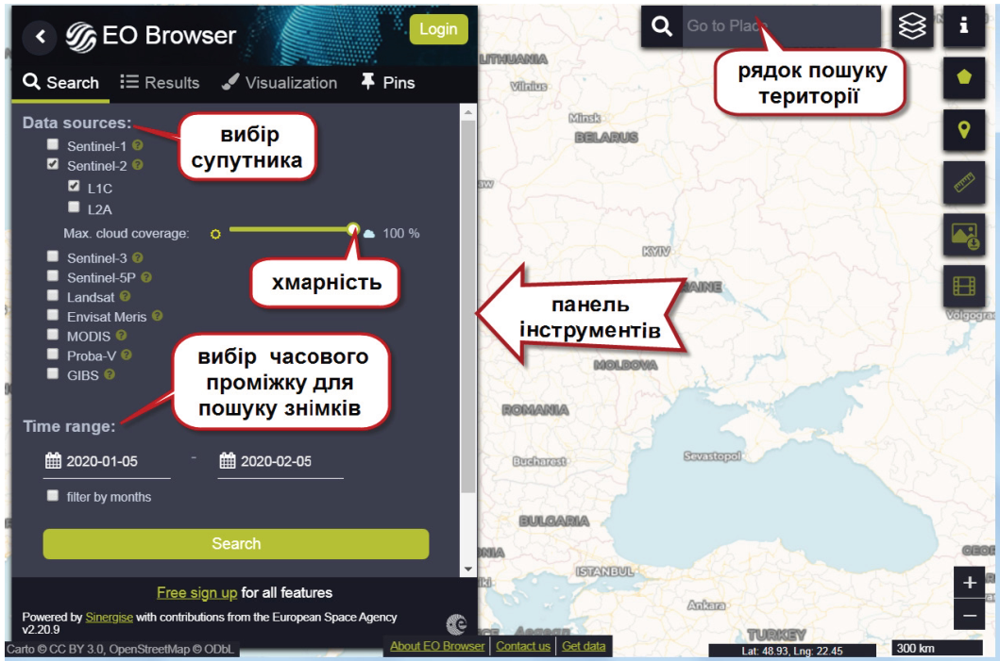 EO Browser
Login
Go to Place
Search
Results
Visualization
Pins
рядок пошуку
території
Data sources:
вибір
супутника
Sentinel-1
Sentinel-2
L1C
L2A
Max. cloud coverage:
100 %
хмарність
Sentinel-3
Sentinel-5P
Landsat
Envisat Meris
MODIS
Proba-V
GIBS
панель
інструментів
вибір часового
проміжку для
пошуку знімків
Time range:
2020-01-05
-
2020-02-05
filter by months
Search
Free sign up for all features
Powered by Sinergise with contributions from the European Space Agency
v2.20.9
Carto © CC BY 3.0, OpenStreetMap © ODbL
About EO Browser | Contact us | Get data
LITHUANIA
Vilnius
Minsk
BELARUS
KYIV
MOLDOVA
Volgograd
ROMANIA
Bucharest
Sevastopol
BULGARIA
ISTANBUL
Ankara
TURKEY
Aegean
+
−
Lat: 48.93, Lng: 22.45
300 km